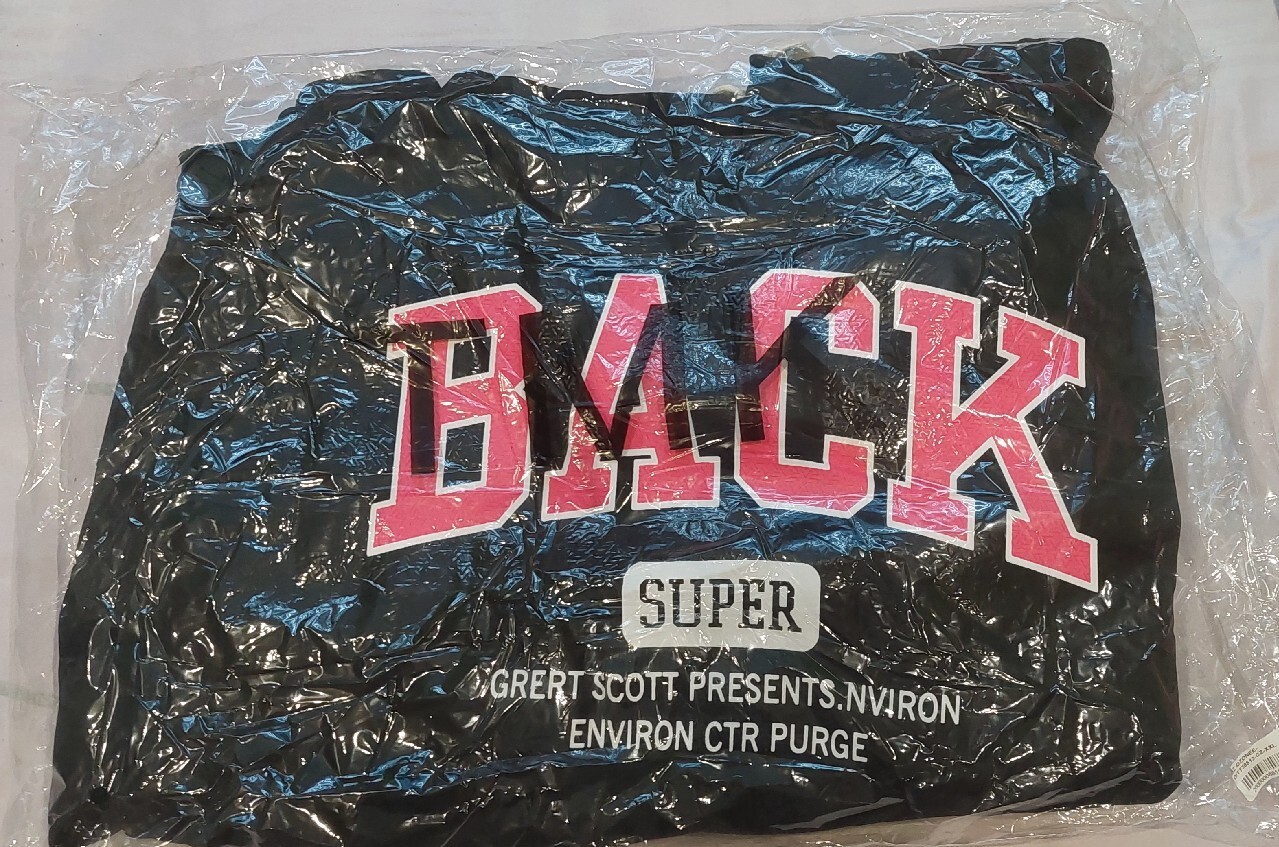 BACK
SUPER
GRERT SCOTT PRESENTS.NVIRON
ENVIRON CTR PURGE